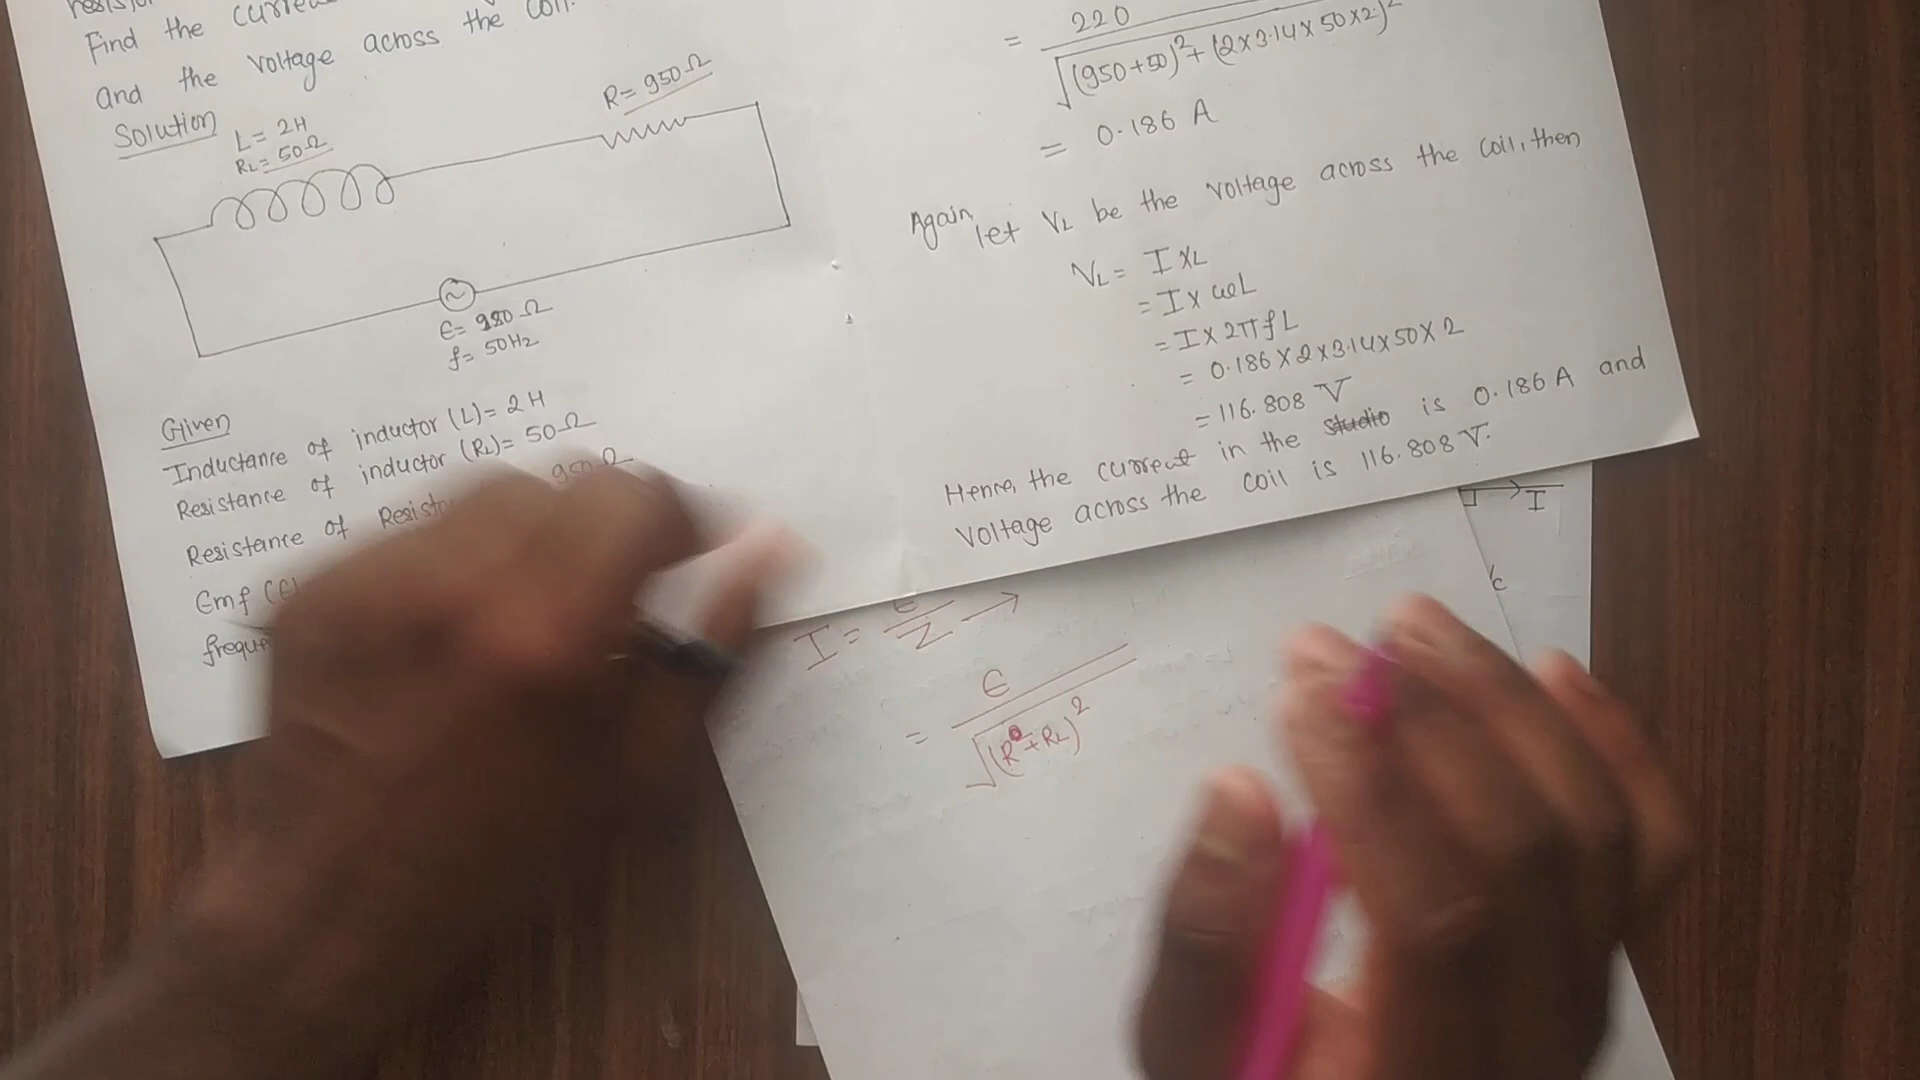 Find the
and the voltage across the coil.
Solution
L= 2H
RL= 50Ω
R= 950Ω
f= 50Hz
Given
Inductance of inductor (L)= 2H
Resistance of inductor (RL)= 50Ω
Resistance of 950Ω
Emf
= 220
√(950+50)²+(2×3.14×50×2)²
= 0.186 A
Again, let VL be the voltage across the coil, then
VL= I XL
= I× ωL
= I× 2πfL
= 0.186×2×3.14×50×2
= 116.808 V
Hence, the current in the studio is 0.186 A and
voltage across the coil is 116.808 V.
I
c
I = E/Z →
= E
√(R+RL)²